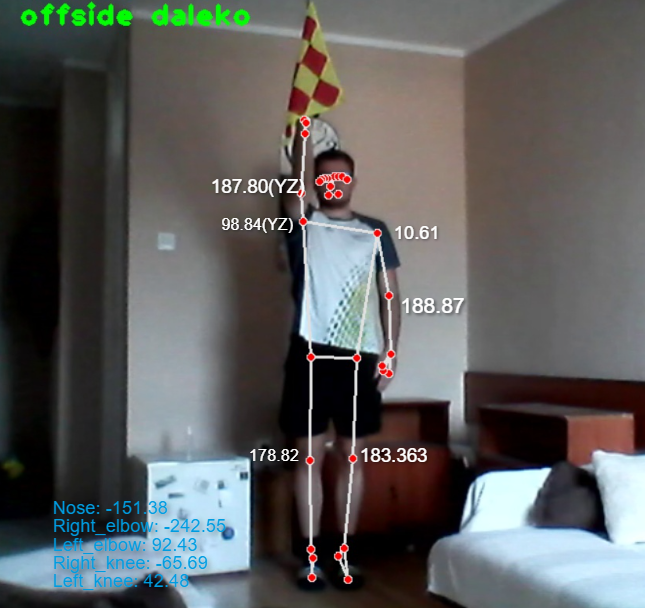 offside daleko
187.80(YZ)
98.84(YZ)
10.61
188.87
178.82
183.363
Nose: -151.38
Right_elbow: -242.55
Left_elbow: 92.43
Right_knee: -65.69
Left_knee: 42.48